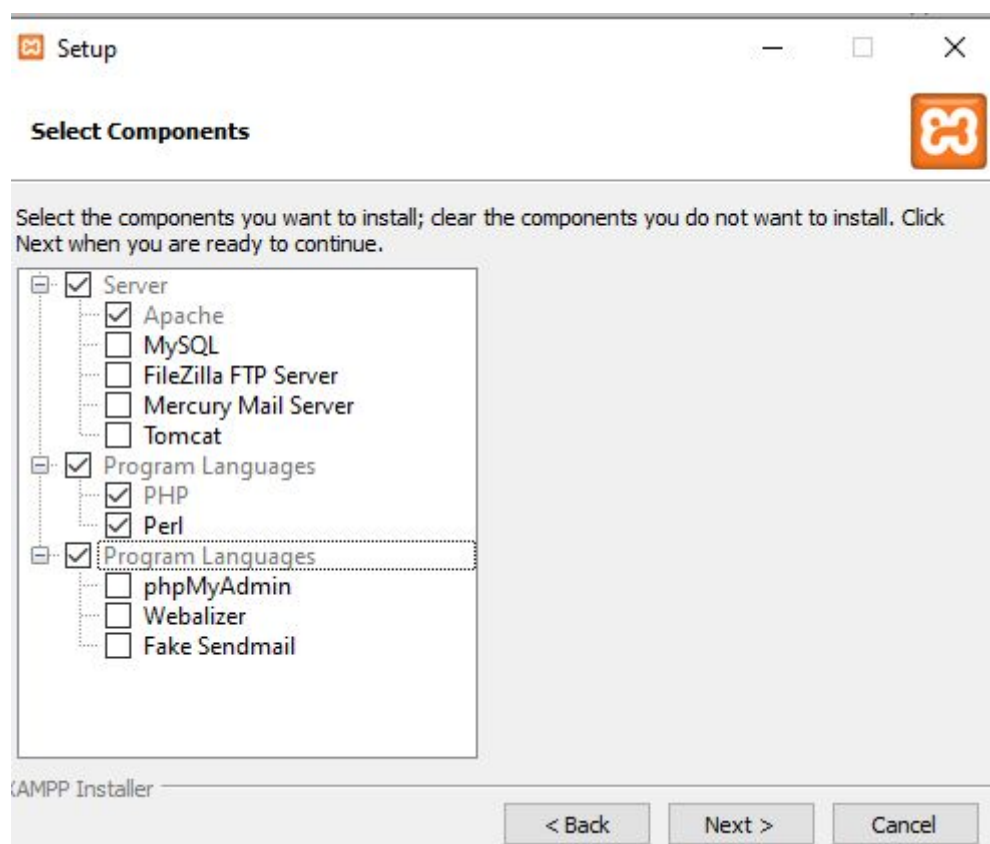 Setup
Select Components
Select the components you want to install; clear the components you do not want to install. Click
Next when you are ready to continue.
Server
Apache
MySQL
FileZilla FTP Server
Mercury Mail Server
Tomcat
Program Languages
PHP
Perl
Program Languages
phpMyAdmin
Webalizer
Fake Sendmail
XAMPP Installer
< Back Next > Cancel